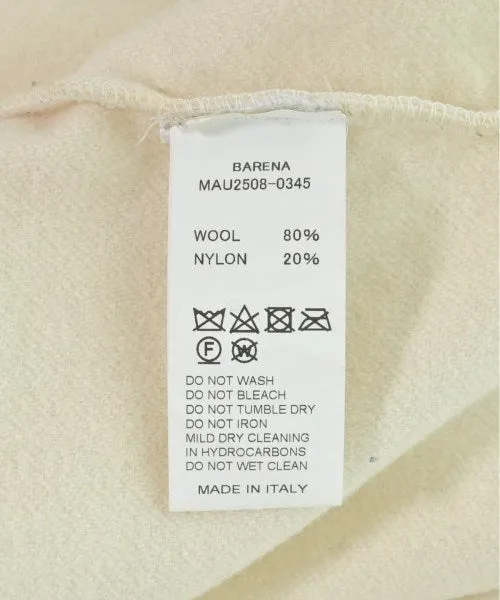 BARENA
MAU2508-0345
WOOL 80%
NYLON 20%
F W
DO NOT WASH
DO NOT BLEACH
DO NOT TUMBLE DRY
DO NOT IRON
MILD DRY CLEANING
IN HYDROCARBONS
DO NOT WET CLEAN
MADE IN ITALY